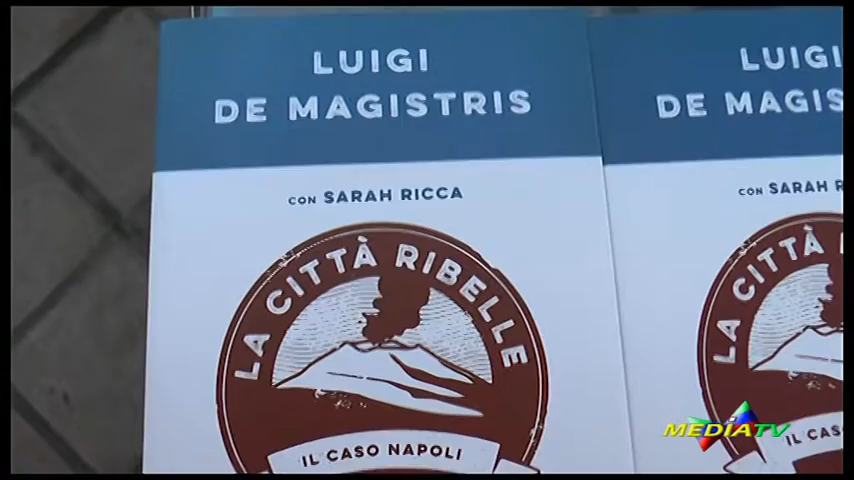 LUIGI
DE MAGISTRIS
CON SARAH RICCA
LA CITTÀ RIBELLE
IL CASO NAPOLI
LUIGI
DE MAGIS
CON SARAH R
LA CITTÀ
IL CASO
MEDIATV